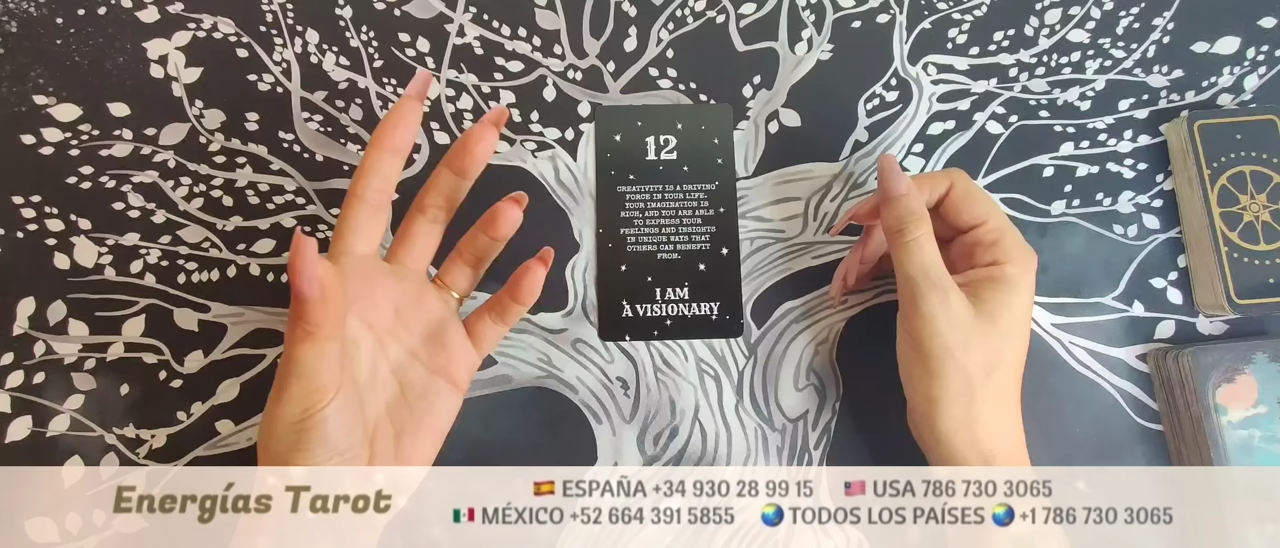 12
CREATIVITY IS A DRIVING
FORCE IN YOUR LIFE.
YOUR IMAGINATION IS
RICH, AND YOU ARE ABLE
TO EXPRESS YOUR
FEELINGS AND INSIGHTS
IN UNIQUE WAYS THAT
OTHERS CAN BENEFIT
FROM.
I AM
A VISIONARY
Energías Tarot
ESPAÑA +34 930 28 99 15 USA 786 730 3065
MÉXICO +52 664 391 5855 TODOS LOS PAÍSES +1 786 730 3065